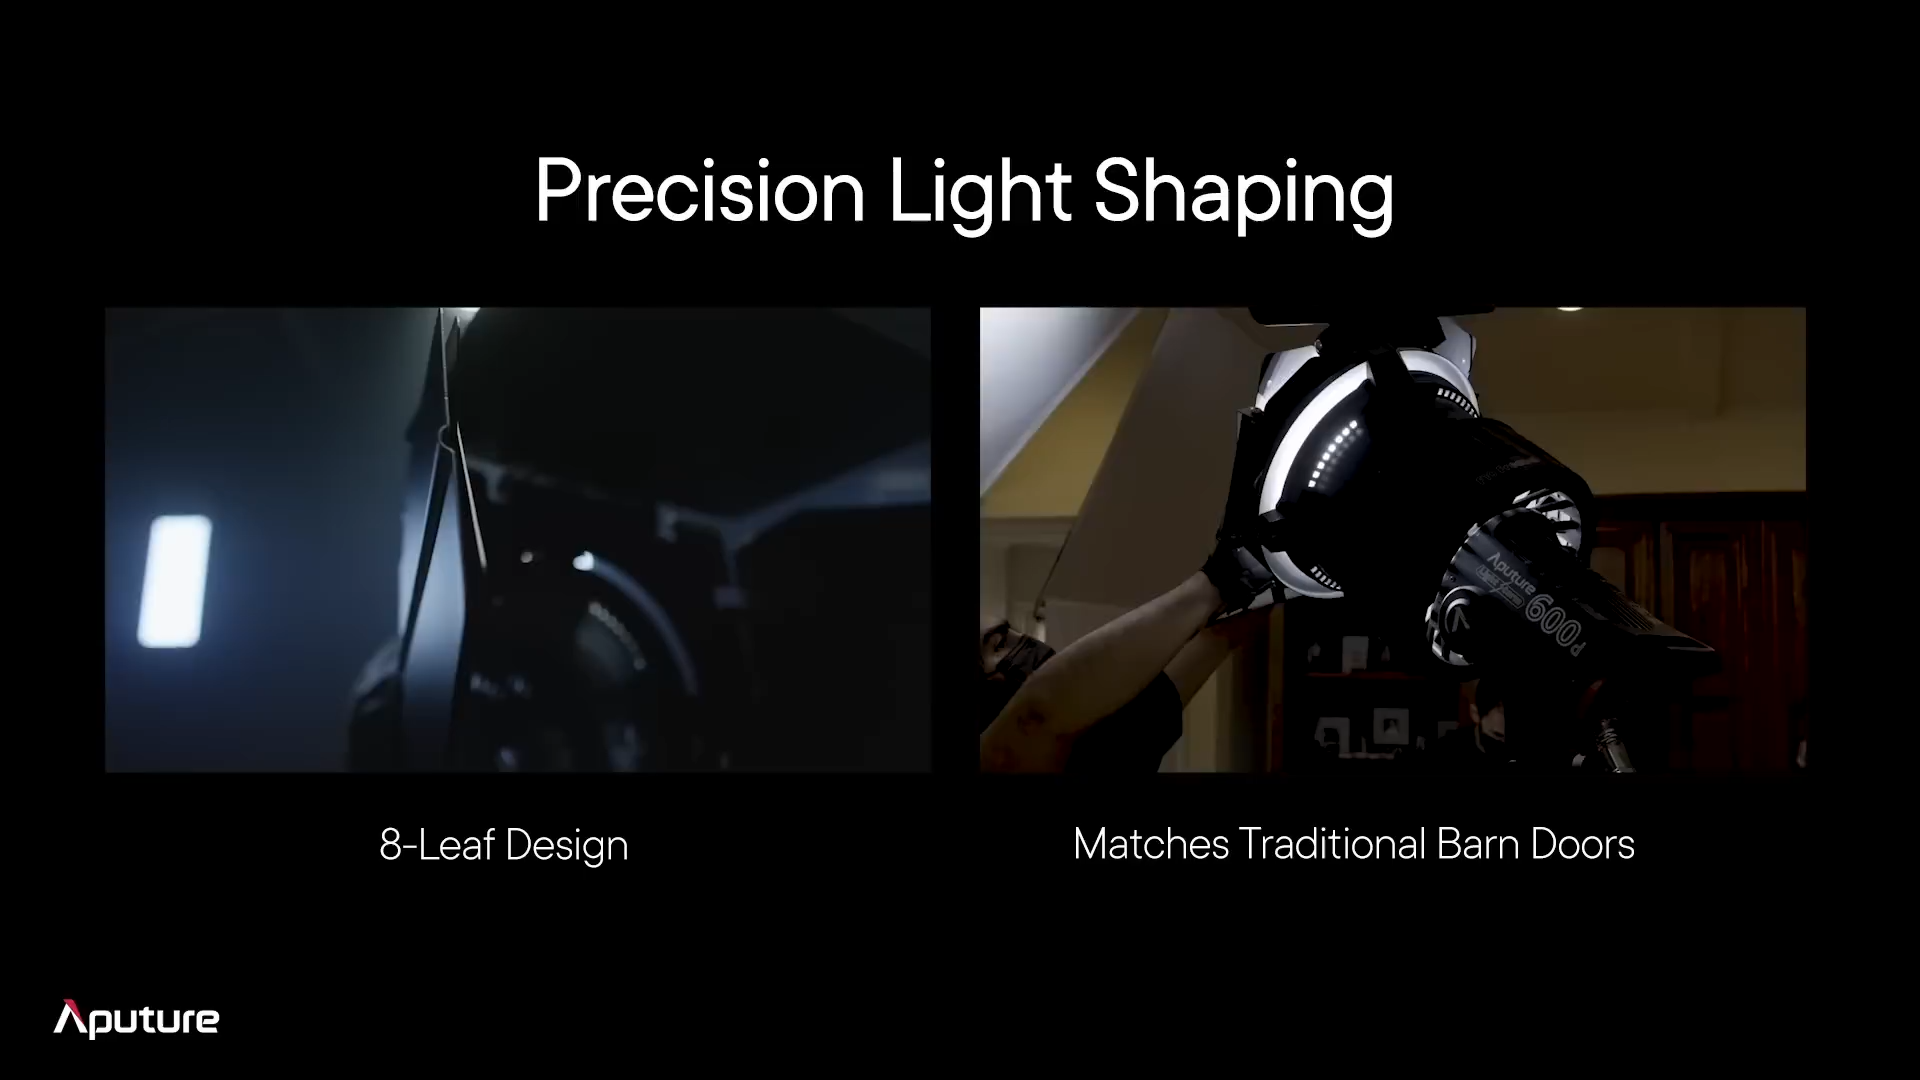 Precision Light Shaping
Aputure
600d
8-Leaf Design
Matches Traditional Barn Doors
Aputure